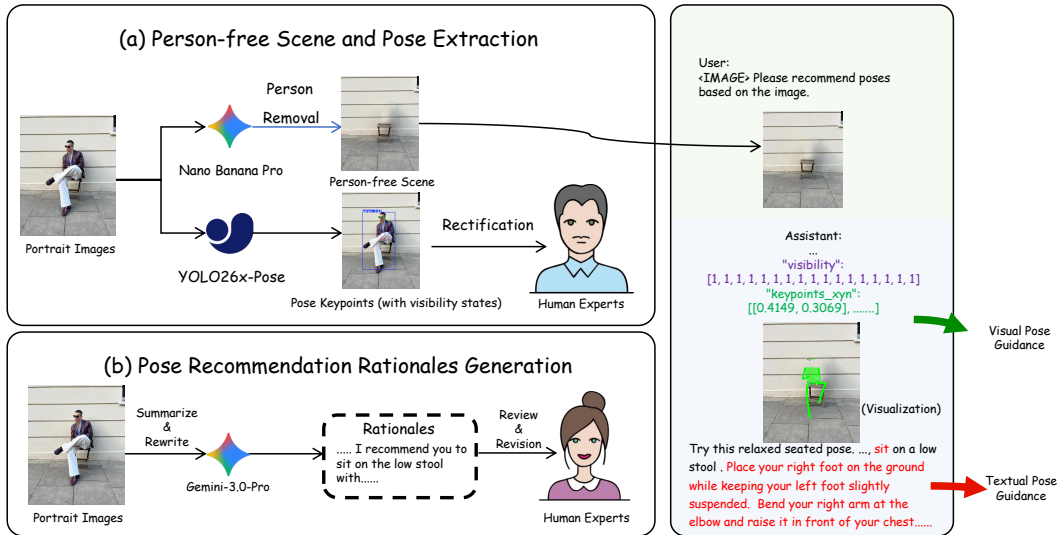 (a) Person-free Scene and Pose Extraction
Person
Removal
Nano Banana Pro
Person-free Scene
Portrait Images
Rectification
YOLO26x-Pose
Pose Keypoints (with visibility states)
Human Experts
(b) Pose Recommendation Rationales Generation
Summarize
&
Rewrite
Rationales
..... I recommend you to
sit on the low stool
with......
Review
&
Revision
Gemini-3.0-Pro
Portrait Images
Human Experts
User:
<IMAGE> Please recommend poses
based on the image.
Assistant:
...
"visibility":
[1, 1, 1, 1, 1, 1, 1, 1, 1, 1, 1, 1, 1, 1, 1, 1, 1]
"keypoints_xyn":
[[0.4149, 0.3069], .......]
(Visualization)
Try this relaxed seated pose. ..., sit on a low
stool . Place your right foot on the ground
while keeping your left foot slightly
suspended. Bend your right arm at the
elbow and raise it in front of your chest......
Visual Pose
Guidance
Textual Pose
Guidance